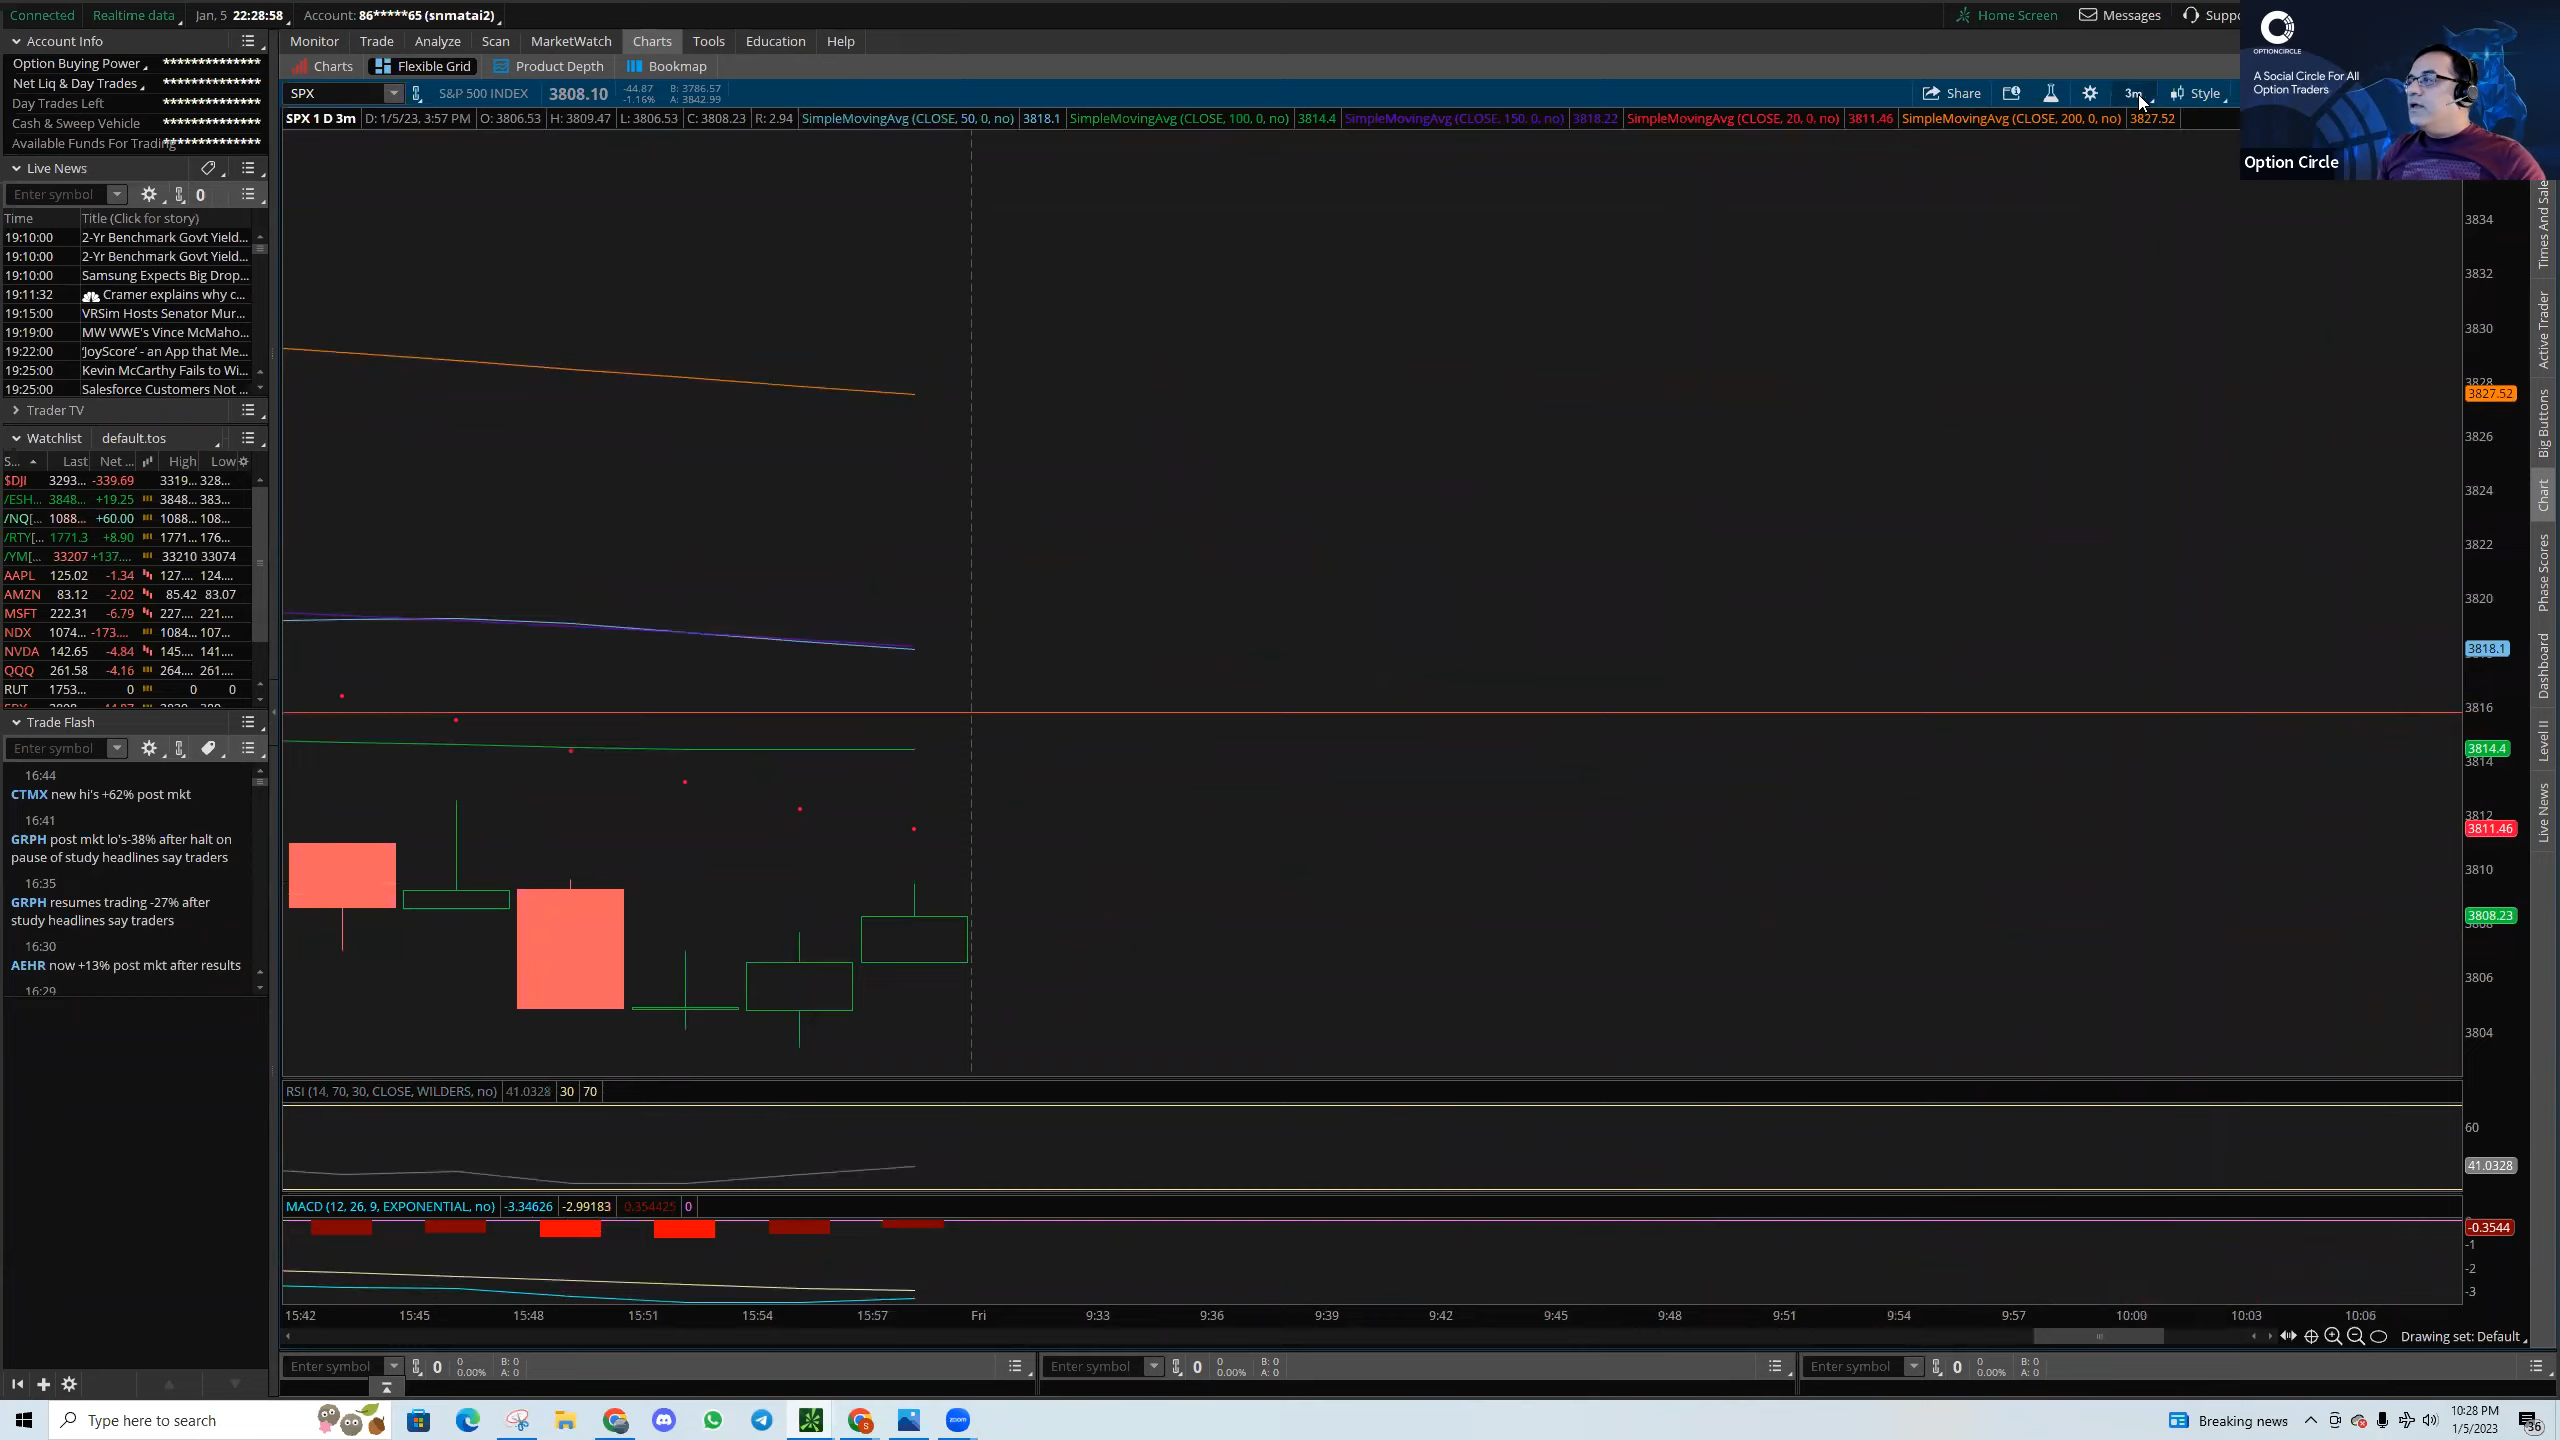 Connected Realtime data Jan, 5 22:28:58 Account: 86*****65 (snmatai2) Home Screen Messages
Account Info
Option Buying Power **************
Net Liq & Day Trades **************
Day Trades Left **************
Cash & Sweep Vehicle **************
Available Funds For Trading **************
Live News
Enter symbol 0
Time Title (Click for story)
19:10:00 2-Yr Benchmark Govt Yield...
19:10:00 2-Yr Benchmark Govt Yield...
19:10:00 Samsung Expects Big Drop...
19:11:32 Cramer explains why c...
19:15:00 VRSim Hosts Senator Mur...
19:19:00 MW WWE's Vince McMaho...
19:22:00 'JoyScore' - an App that Me...
19:25:00 Kevin McCarthy Fails to Wi...
19:25:00 Salesforce Customers Not ...
Trader TV
Watchlist default.tos
S... Last Net ... High Low
$DJI 3293... -339.69 3319... 328...
/ESH... 3848... +19.25 3848... 383...
/NQ[... 1088... +60.00 1088... 108...
/RTY[... 1771.3 +8.90 1771... 176...
/YM[... 33207 +137.... 33210 33074
AAPL 125.02 -1.34 127.... 124....
AMZN 83.12 -2.02 85.42 83.07
MSFT 222.31 -6.79 227.... 221....
NDX 1074... -173.... 1084... 107...
NVDA 142.65 -4.84 145.... 141....
QQQ 261.58 -4.16 264.... 261....
RUT 1753... 0 0 0
Trade Flash
Enter symbol
16:44
CTMX new hi's +62% post mkt
16:41
GRPH post mkt lo's-38% after halt on
pause of study headlines say traders
16:35
GRPH resumes trading -27% after
study headlines say traders
16:30
AEHR now +13% post mkt after results
16:29
Monitor Trade Analyze Scan MarketWatch Charts Tools Education Help
Charts Flexible Grid Product Depth Bookmap
SPX S&P 500 INDEX 3808.10 -44.87 B: 3786.57
-1.16% A: 3842.99
Share 3m Style
SPX 1 D 3m D: 1/5/23, 3:57 PM O: 3806.53 H: 3809.47 L: 3806.53 C: 3808.23 R: 2.94 SimpleMovingAvg (CLOSE, 50, 0, no) 3818.1 SimpleMovingAvg (CLOSE, 100, 0, no) 3814.4 SimpleMovingAvg (CLOSE, 150, 0, no) 3818.22 SimpleMovingAvg (CLOSE, 20, 0, no) 3811.46 SimpleMovingAvg (CLOSE, 200, 0, no) 3827.52
OPTIONCIRCLE
A Social Circle For All
Option Traders
Option Circle
3834
3832
3830
3828
3827.52
3826
3824
3822
3820
3818.1
3816
3814.4
3814
3812
3811.46
3810
3808.23
3806
3804
Times And Sale
Active Trader
Big Buttons
Chart
Phase Scores
Dashboard
Level II
Live News
RSI (14, 70, 30, CLOSE, WILDERS, no) 41.0328 30 70
60
41.0328
MACD (12, 26, 9, EXPONENTIAL, no) -3.34626 -2.99183 0.354425 0
-0.3544
-1
-2
-3
15:42 15:45 15:48 15:51 15:54 15:57 Fri 9:33 9:36 9:39 9:42 9:45 9:48 9:51 9:54 9:57 10:00 10:03 10:06
Drawing set: Default
Enter symbol 0 0 B: 0 Enter symbol 0 0 B: 0 Enter symbol 0 0 B: 0
0.00% A: 0 0.00% A: 0 0.00% A: 0
Type here to search zoom Breaking news 10:28 PM
1/5/2023
36